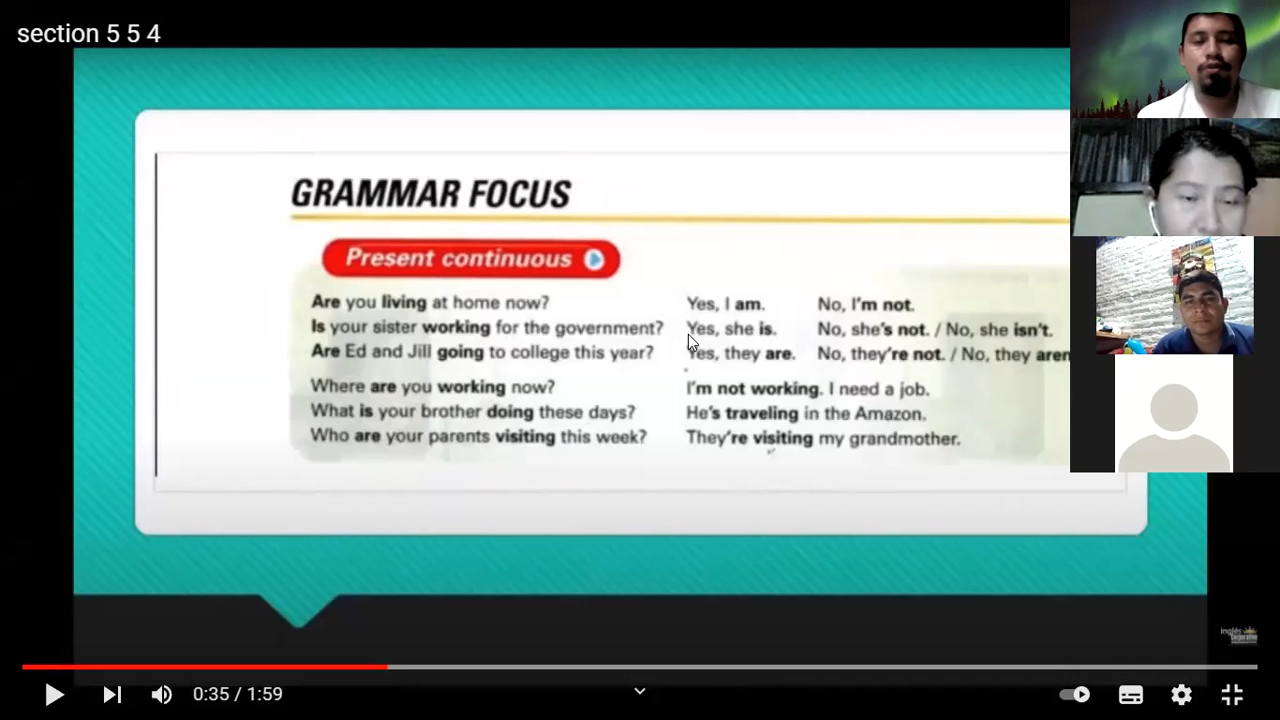 section 5 5 4
GRAMMAR FOCUS
Present continuous
Are you living at home now? Yes, I am. No, I'm not.
Is your sister working for the government? Yes, she is. No, she's not. / No, she isn't.
Are Ed and Jill going to college this year? Yes, they are. No, they're not. / No, they aren
Where are you working now? I'm not working. I need a job.
What is your brother doing these days? He's traveling in the Amazon.
Who are your parents visiting this week? They're visiting my grandmother.
Inglés
0:35 / 1:59